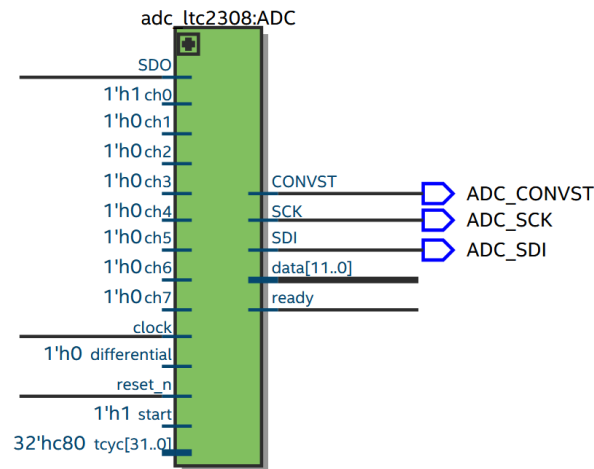 adc_ltc2308:ADC
SDO
1'h1 ch0
1'h0 ch1
1'h0 ch2
1'h0 ch3
1'h0 ch4
1'h0 ch5
1'h0 ch6
1'h0 ch7
clock
1'h0 differential
reset_n
1'h1 start
32'hc80 tcyc[31..0]
CONVST ADC_CONVST
SCK ADC_SCK
SDI ADC_SDI
data[11..0]
ready